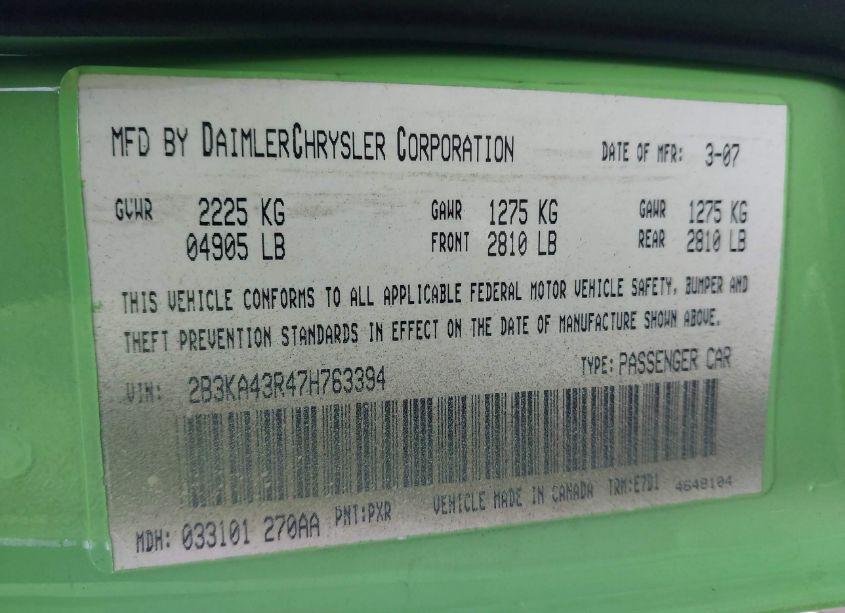 MFD BY DAIMLERCHRYSLER CORPORATION DATE OF MFR: 3-07
GVWR 2225 KG GAWR 1275 KG GAWR 1275 KG
04905 LB FRONT 2810 LB REAR 2810 LB
THIS VEHICLE CONFORMS TO ALL APPLICABLE FEDERAL MOTOR VEHICLE SAFETY, BUMPER AND
THEFT PREVENTION STANDARDS IN EFFECT ON THE DATE OF MANUFACTURE SHOWN ABOVE.
VIN: 2B3KA43R47H763394 TYPE: PASSENGER CAR
MDH: 033101 270AA PNT:PXR VEHICLE MADE IN CANADA TRM:E7D1 4648104